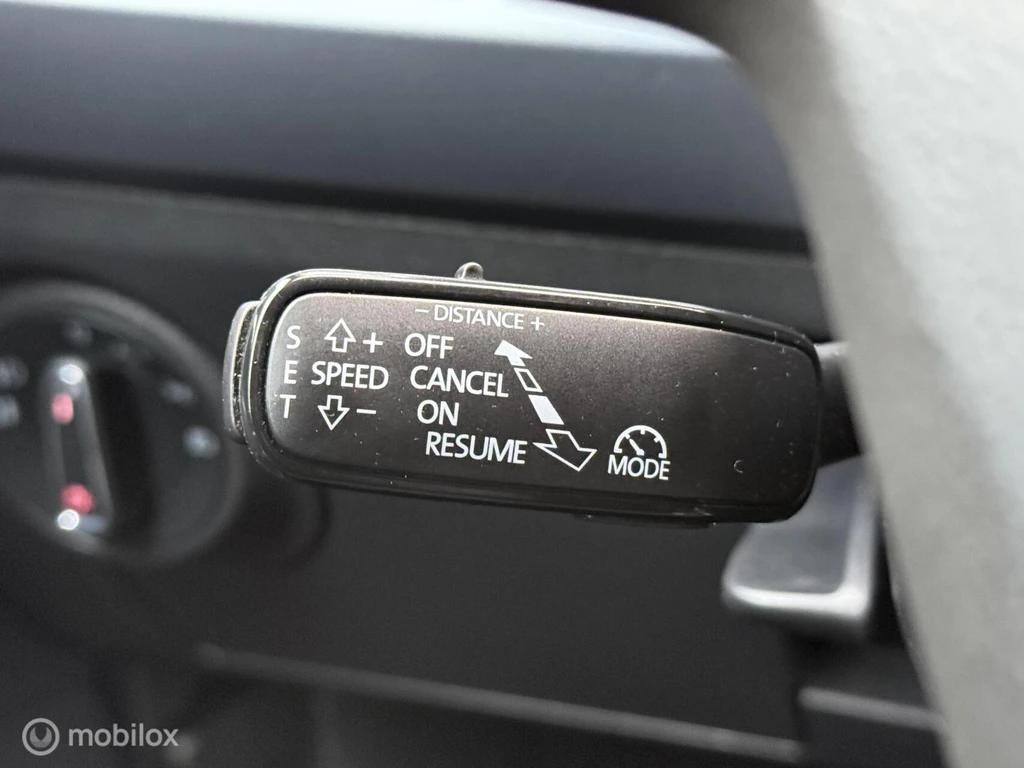 - DISTANCE +
S + OFF
E SPEED CANCEL
T - ON
RESUME
MODE
mobilox